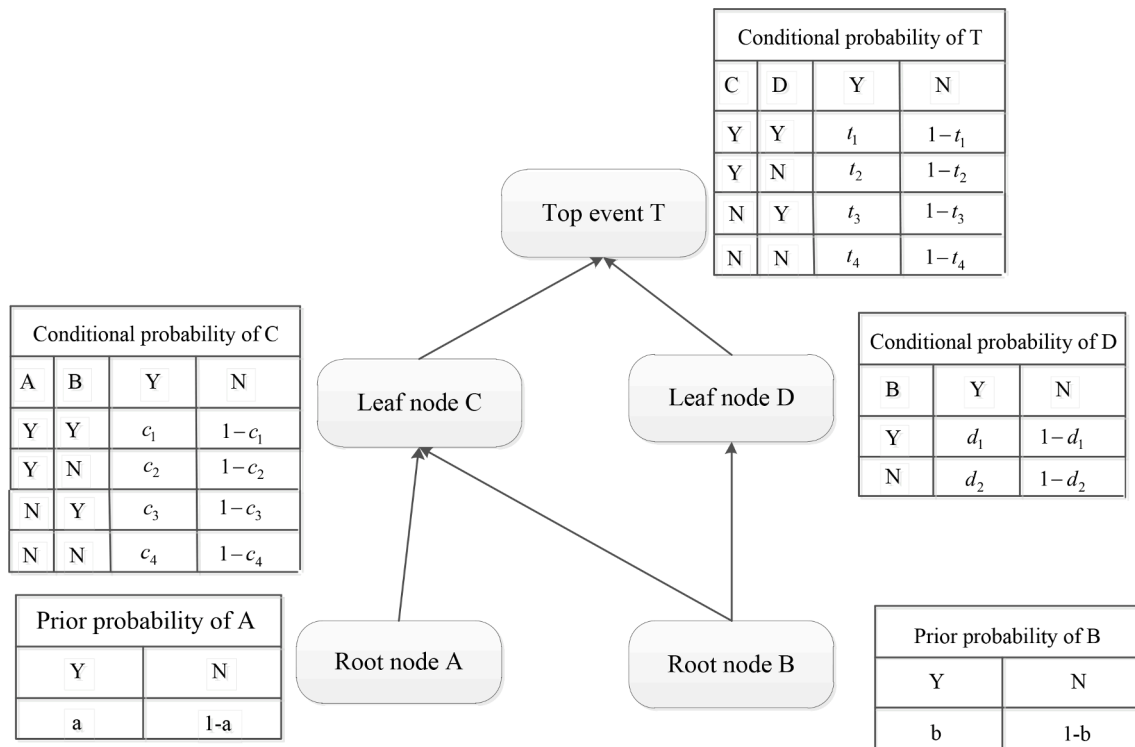 Conditional probability of T
C D Y N
Y Y t₁ 1−t₁
Y N t₂ 1−t₂
N Y t₃ 1−t₃
N N t₄ 1−t₄
Top event T
Conditional probability of C
A B Y N
Y Y c₁ 1−c₁
Y N c₂ 1−c₂
N Y c₃ 1−c₃
N N c₄ 1−c₄
Leaf node C
Leaf node D
Conditional probability of D
B Y N
Y d₁ 1−d₁
N d₂ 1−d₂
Prior probability of A
Y N
a 1-a
Root node A
Root node B
Prior probability of B
Y N
b 1-b